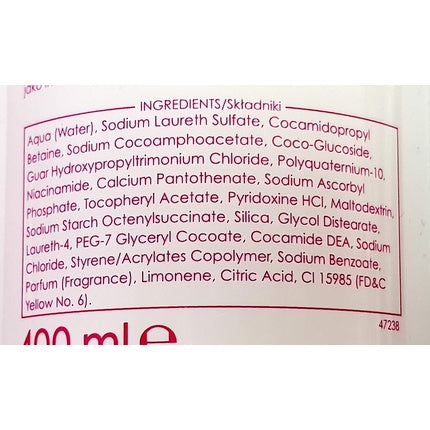 jako
INGREDIENTS/Składniki
Aqua (Water), Sodium Laureth Sulfate, Cocamidopropyl
Betaine, Sodium Cocoamphoacetate, Coco-Glucoside,
Guar Hydroxypropyltrimonium Chloride, Polyquaternium-10,
Niacinamide, Calcium Pantothenate, Sodium Ascorbyl
Phosphate, Tocopheryl Acetate, Pyridoxine HCl, Maltodextrin,
Sodium Starch Octenylsuccinate, Silica, Glycol Distearate,
Laureth-4, PEG-7 Glyceryl Cocoate, Cocamide DEA, Sodium
Chloride, Styrene/Acrylates Copolymer, Sodium Benzoate,
Parfum (Fragrance), Limonene, Citric Acid, CI 15985 (FD&C
Yellow No. 6).
47238
400 ml e